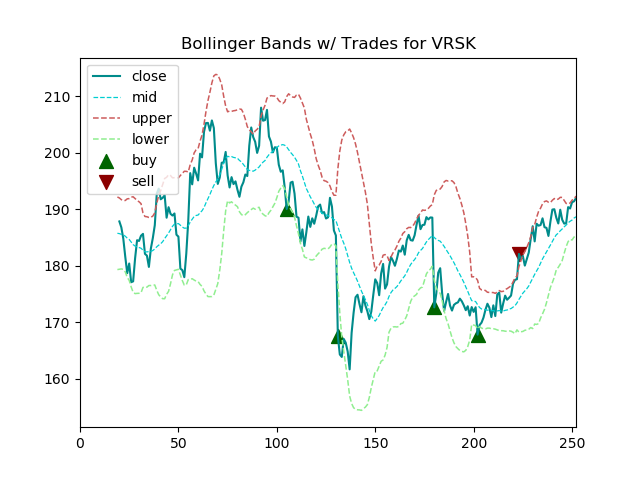 Bollinger Bands w/ Trades for VRSK
close
mid
upper
lower
buy
sell
210
200
190
180
170
160
0 50 100 150 200 250